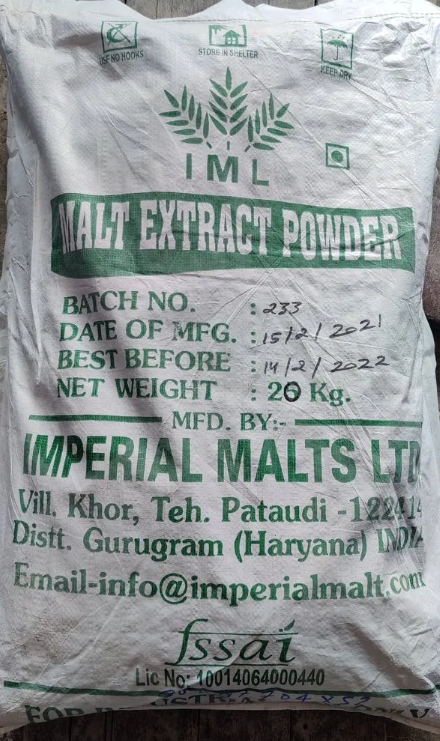 USE NO HOOKS
STORE IN SHELTER
KEEP DRY
IML
MALT EXTRACT POWDER
BATCH NO. : 233
DATE OF MFG. : 15/2/2021
BEST BEFORE : 14/2/2022
NET WEIGHT : 20 Kg.
MFD. BY:-
IMPERIAL MALTS LTD
Vill. Khor, Teh. Pataudi -122414
Distt. Gurugram (Haryana) INDIA
Email-info@imperialmalt.com
fssai
Lic No: 10014064000440
FOR